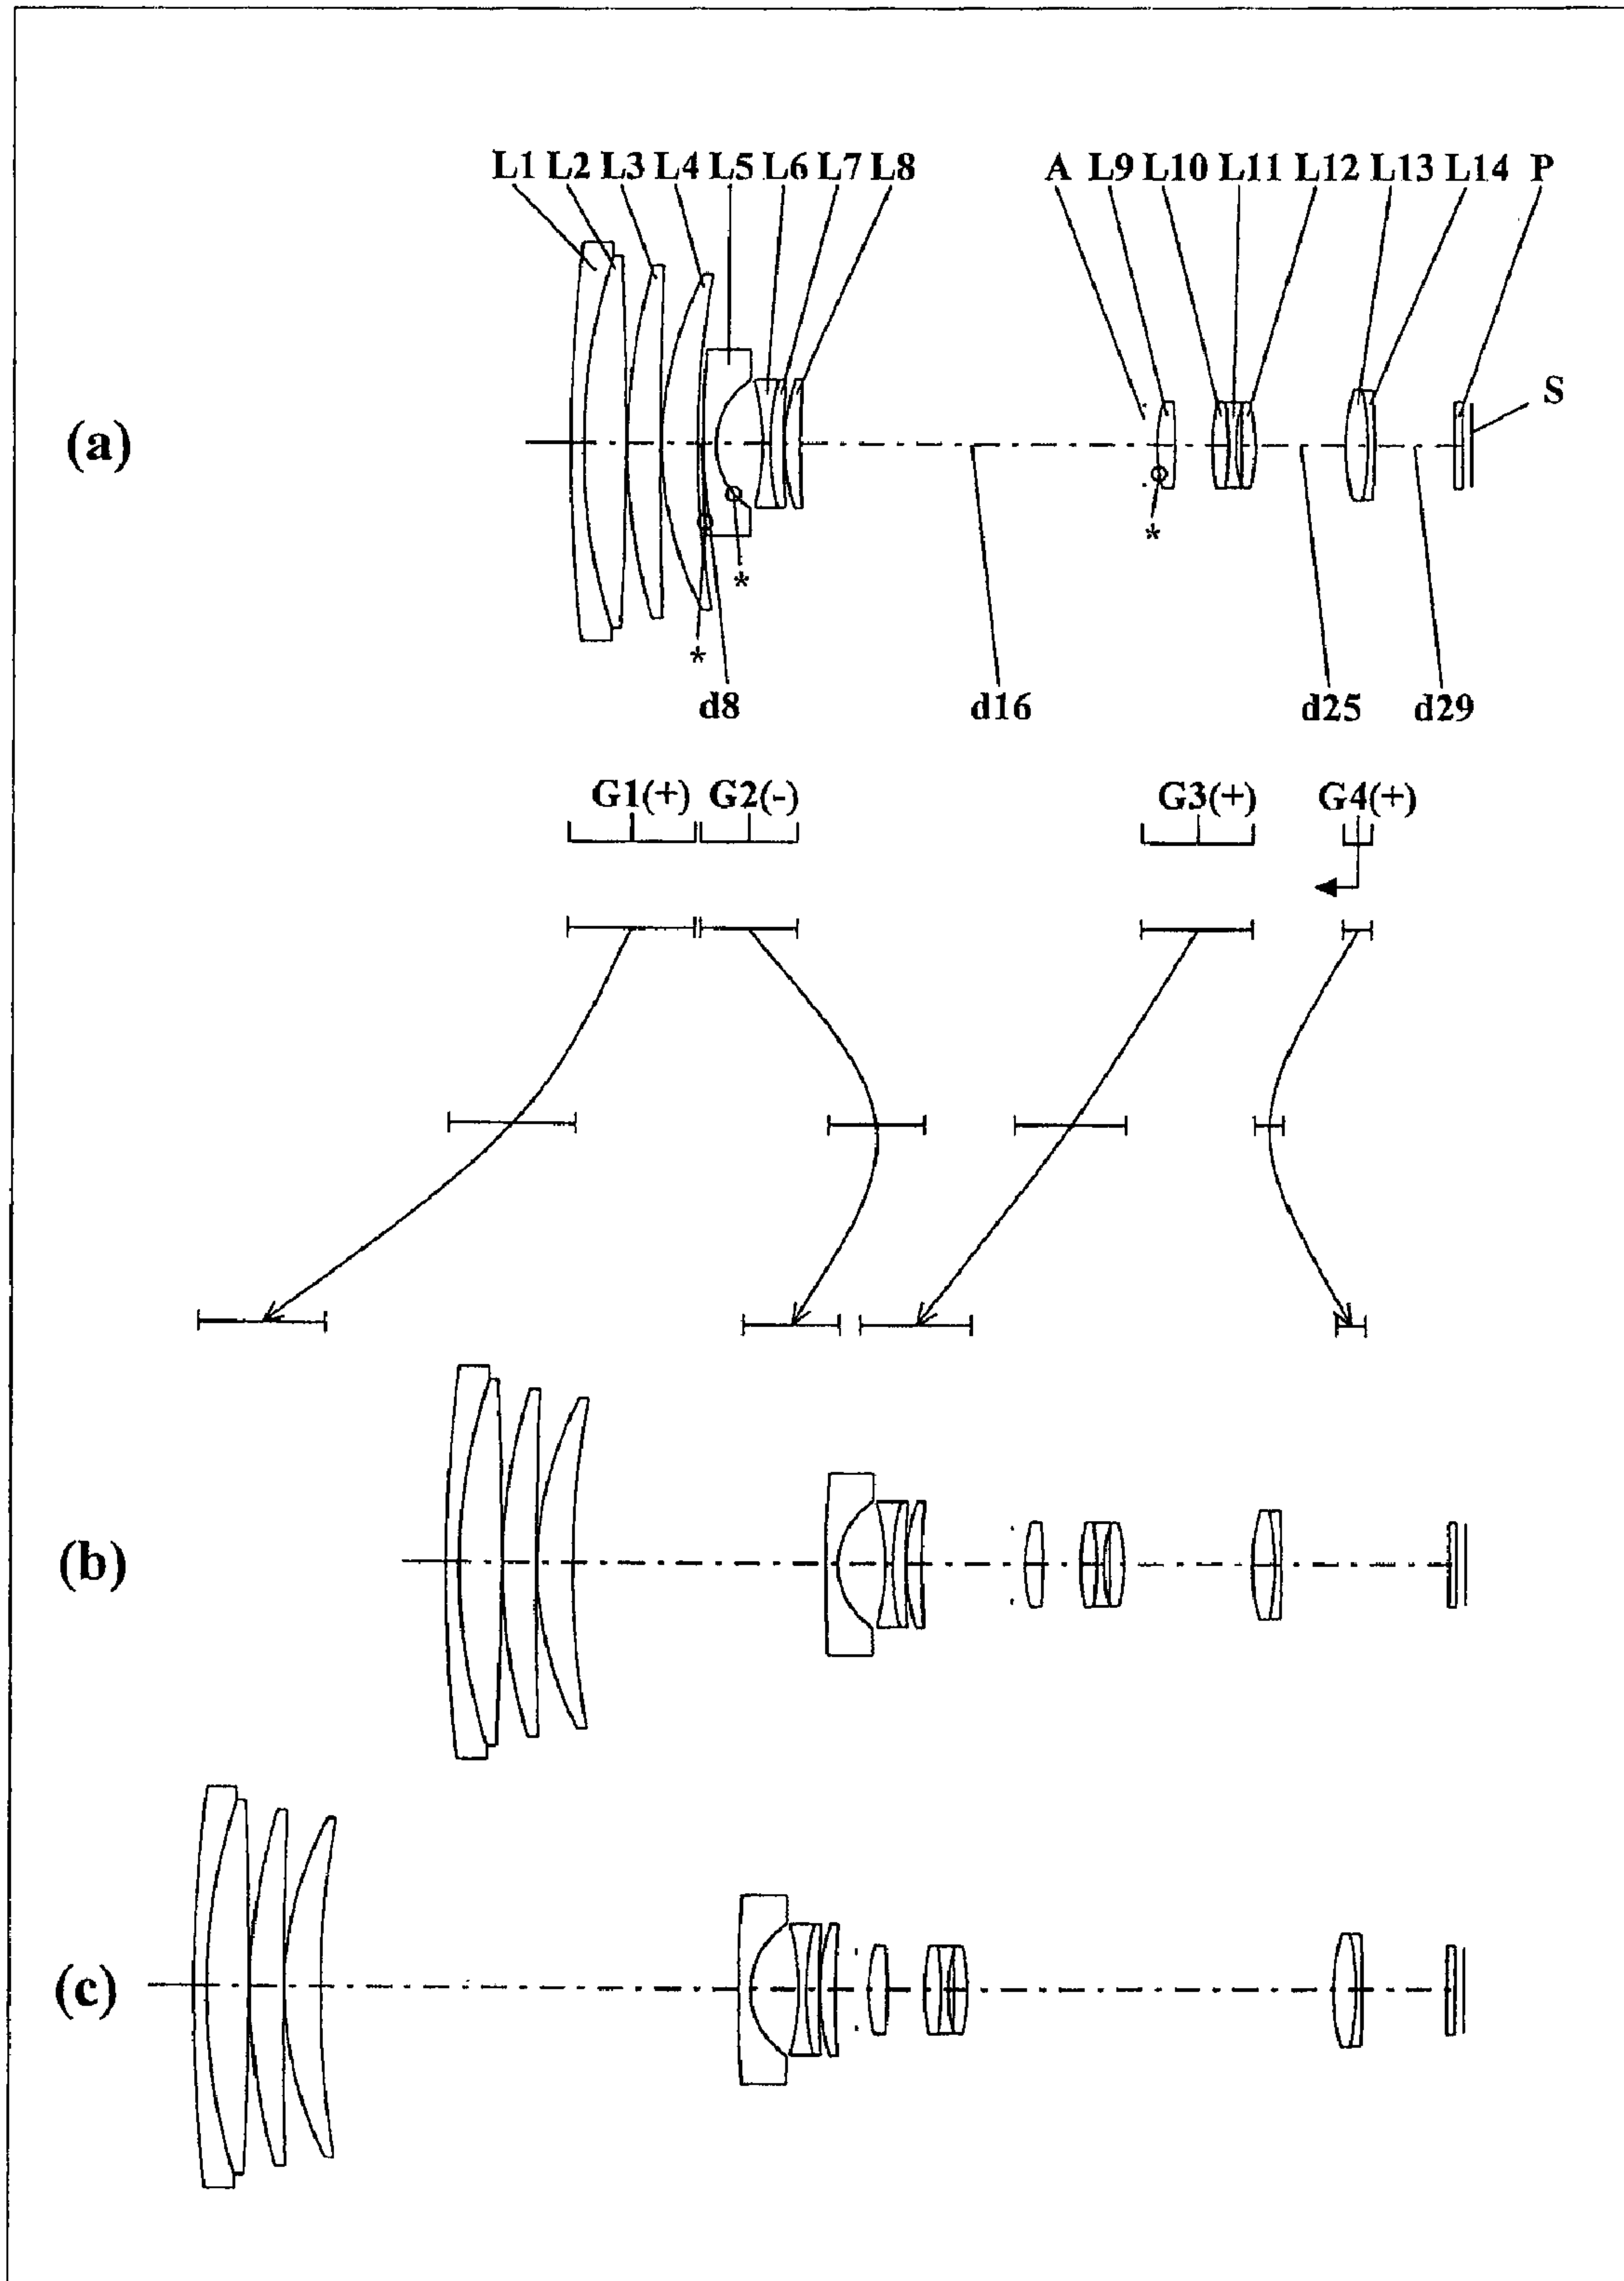 L1 L2 L3 L4 L5 L6 L7 L8 A L9 L10 L11 L12 L13 L14 P
S
(a)
*
*
*
d8 d16 d25 d29
G1(+) G2(-) G3(+) G4(+)
(b)
(c)